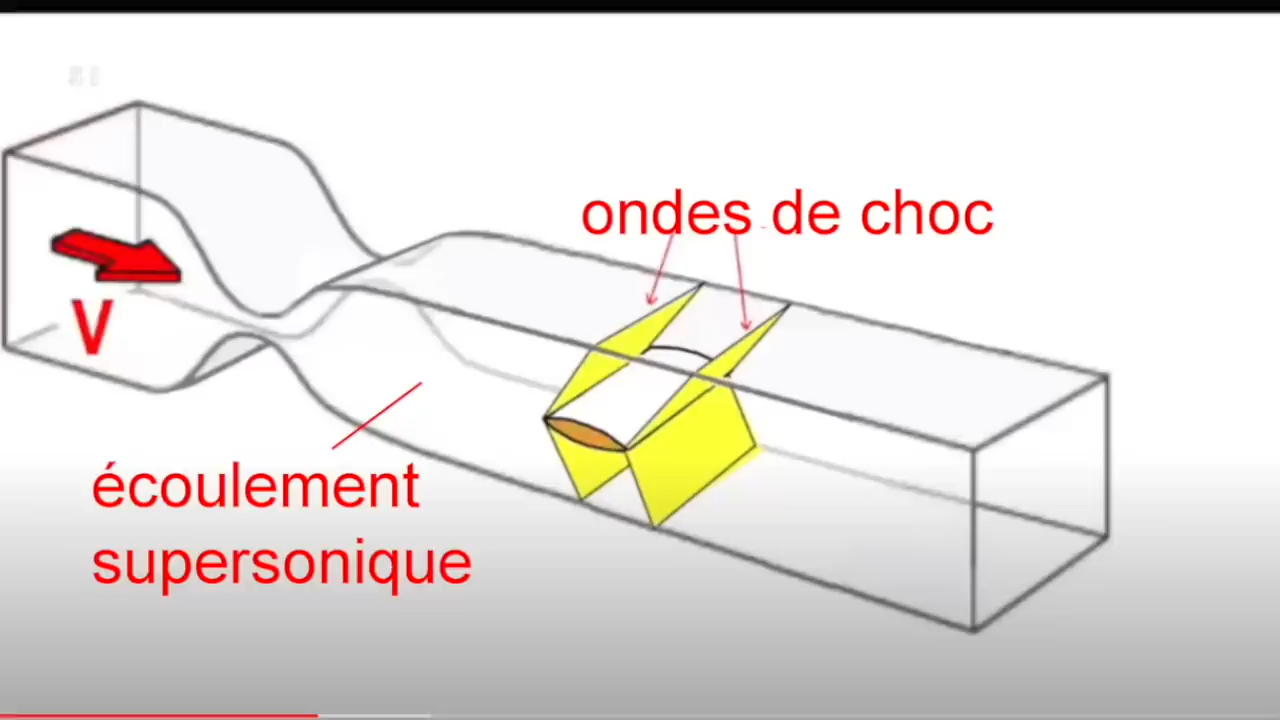 ondes de choc
V
écoulement
supersonique